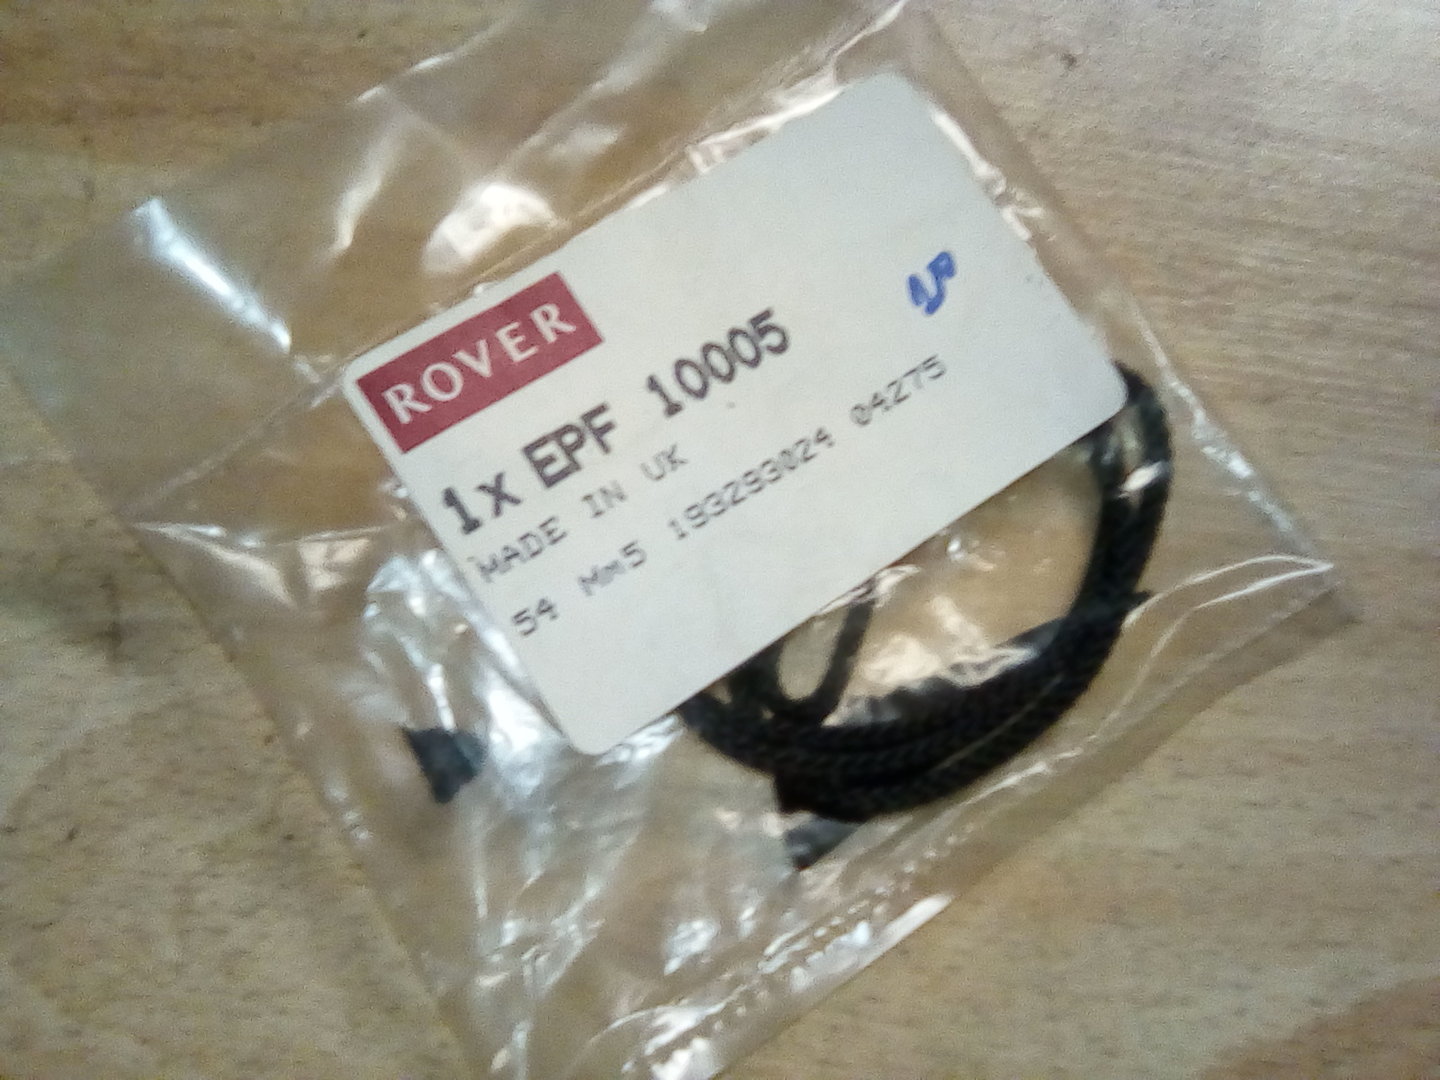 ROVER
1x EPF 10005
MADE IN UK
54 Mm5 193293024 04275